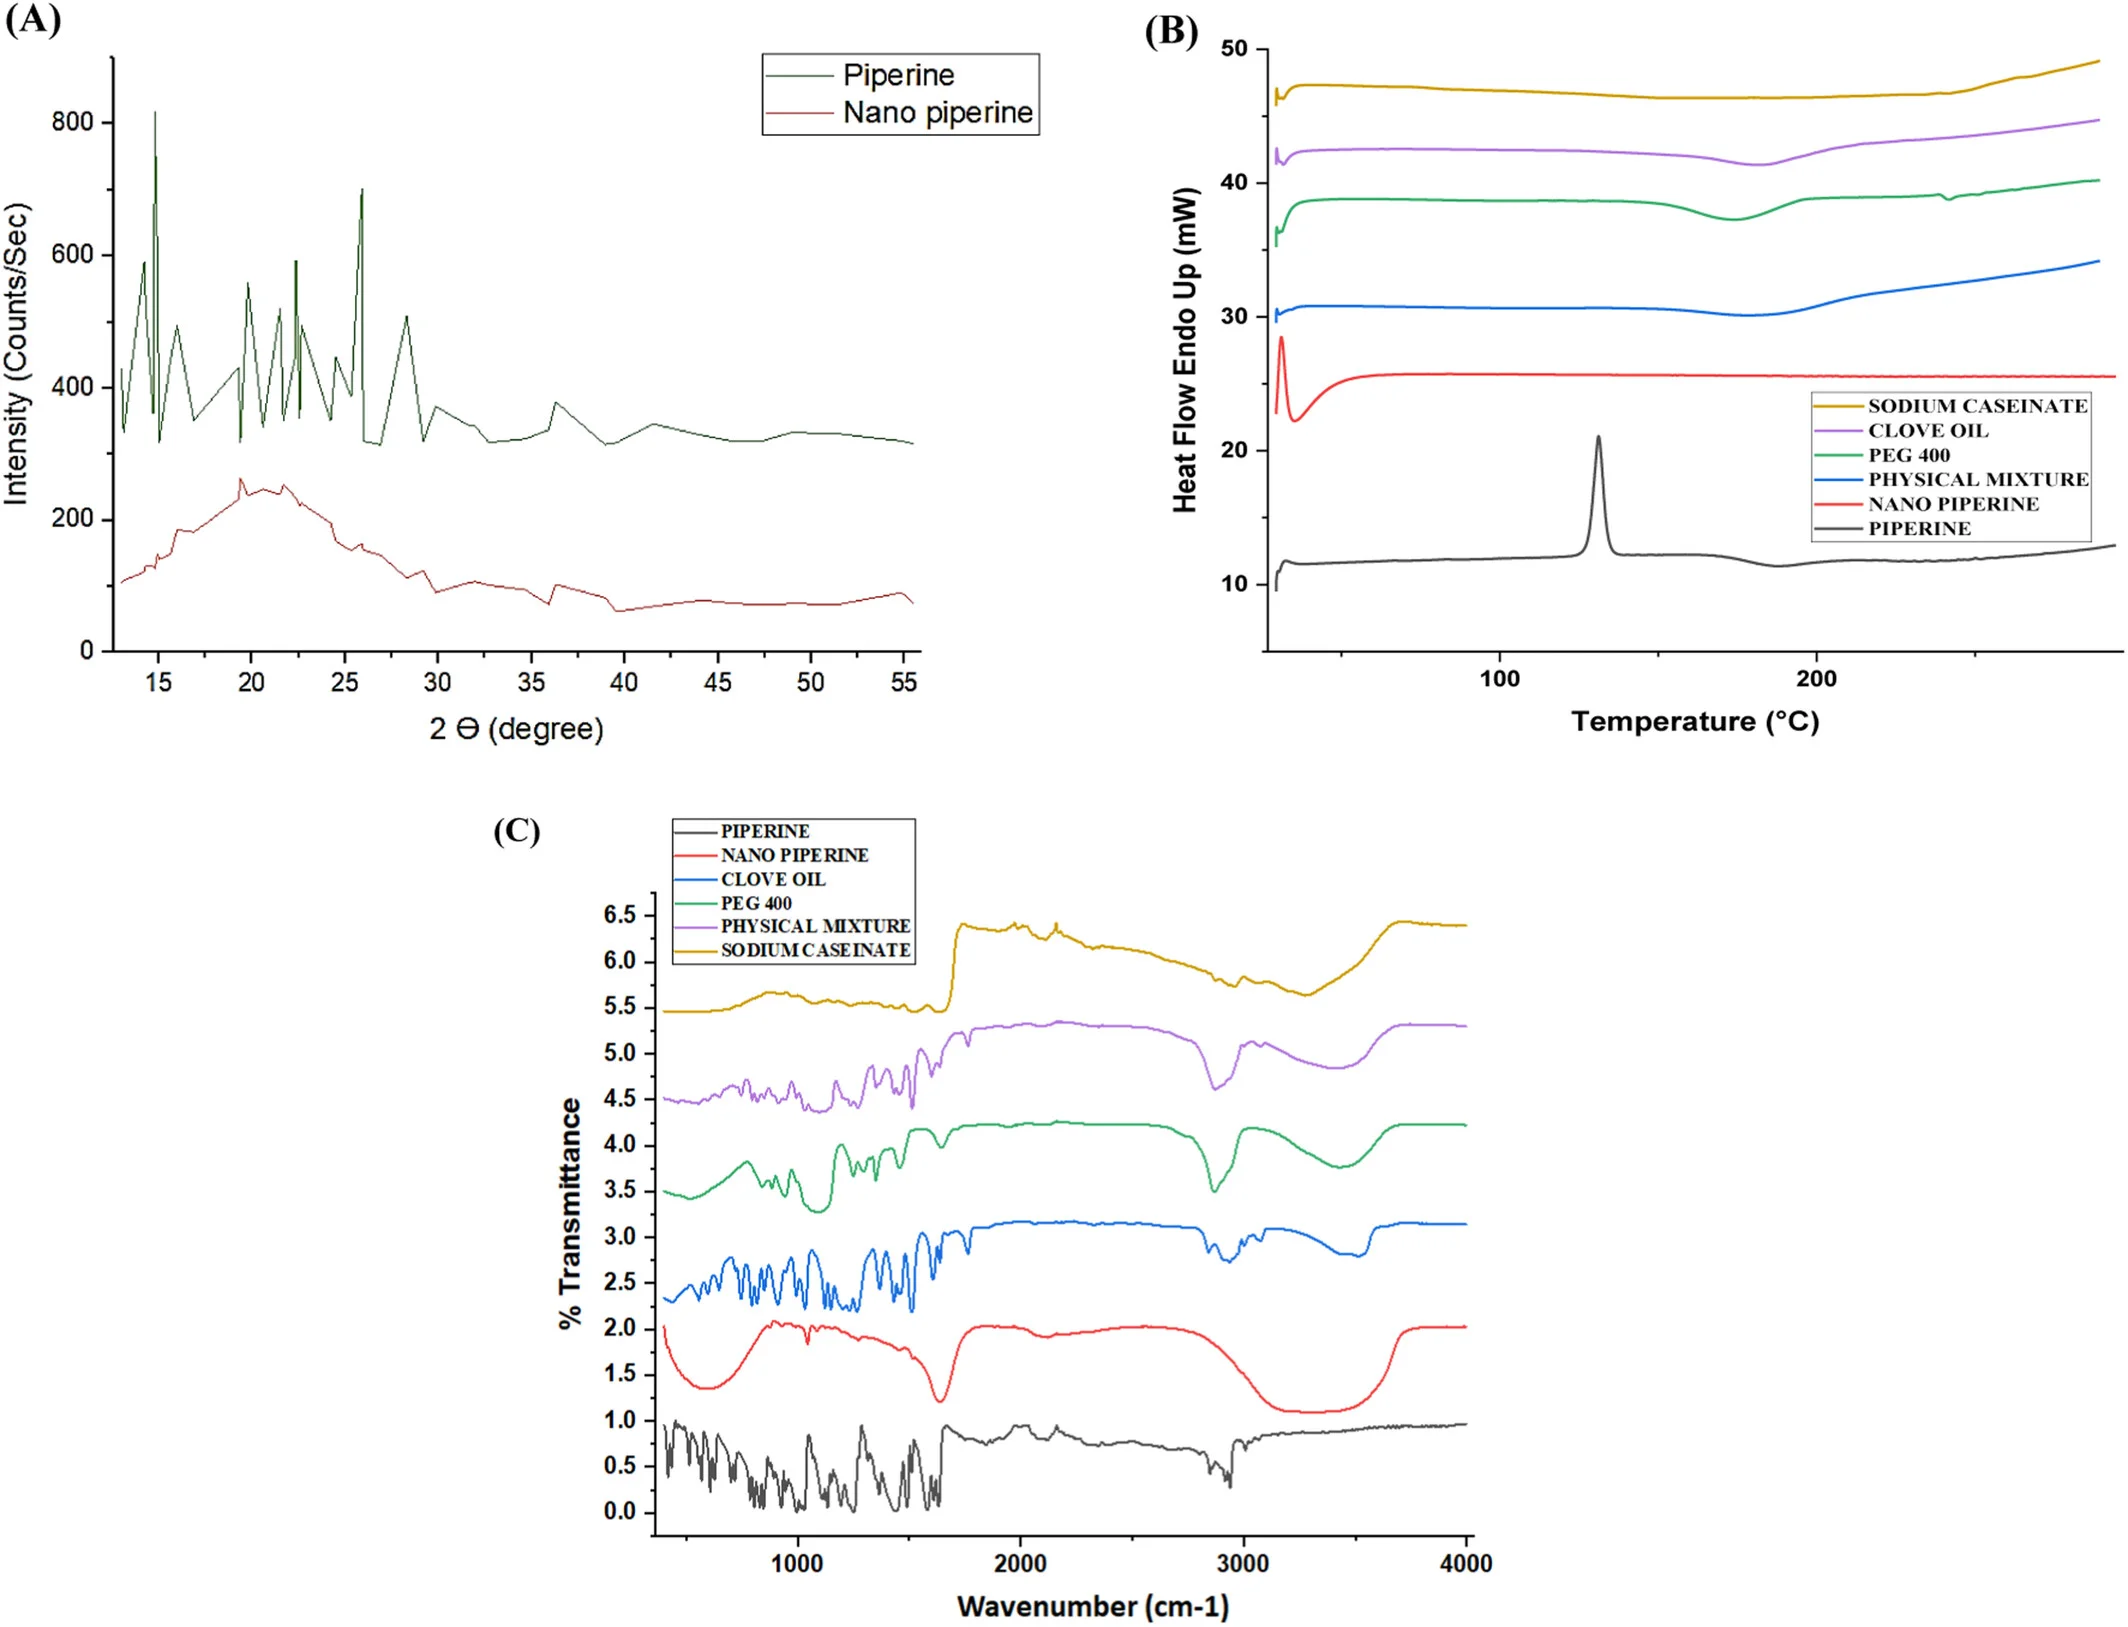 (A)
Piperine
Nano piperine
Intensity (Counts/Sec)
800
600
400
200
0
15 20 25 30 35 40 45 50 55
2 Ɵ (degree)
(B)
Heat Flow Endo Up (mW)
50
40
30
20
10
SODIUM CASEINATE
CLOVE OIL
PEG 400
PHYSICAL MIXTURE
NANO PIPERINE
PIPERINE
100 200
Temperature (°C)
(C)
PIPERINE
NANO PIPERINE
CLOVE OIL
PEG 400
PHYSICAL MIXTURE
SODIUM CASEINATE
% Transmittance
6.5
6.0
5.5
5.0
4.5
4.0
3.5
3.0
2.5
2.0
1.5
1.0
0.5
0.0
1000 2000 3000 4000
Wavenumber (cm-1)